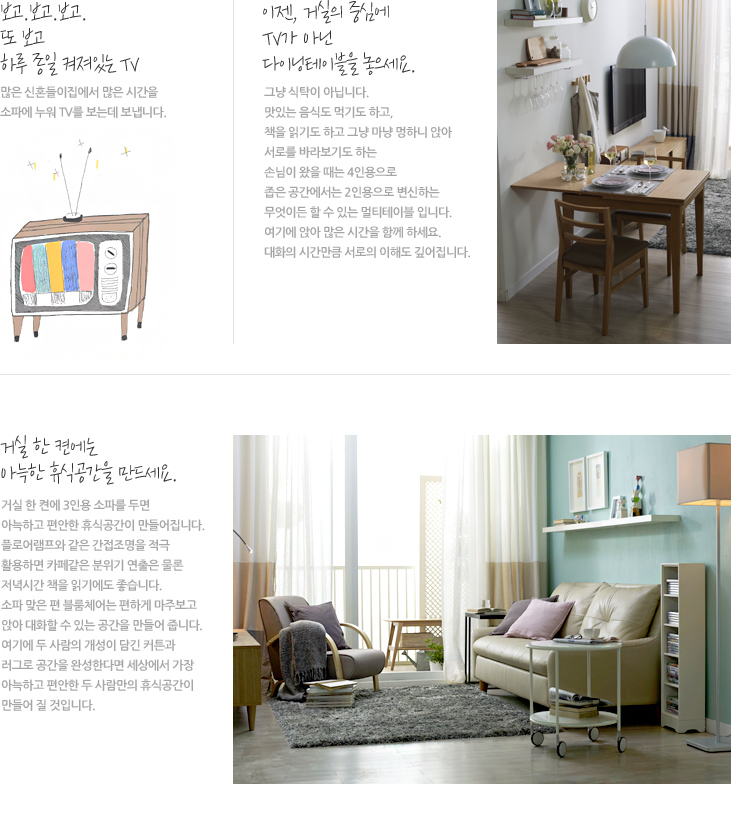 보고.보고.보고.
또 보고
하루 종일 켜져있는 TV
많은 신혼들이집에서 많은 시간을
소파에 누워 TV를 보는데 보냅니다.
이젠, 거실의 중심에
TV가 아닌
다이닝테이블을 놓으세요.
그냥 식탁이 아닙니다.
맛있는 음식도 먹기도 하고,
책을 읽기도 하고 그냥 마냥 멍하니 앉아
서로를 바라보기도 하는
손님이 왔을 때는 4인용으로
좁은 공간에서는 2인용으로 변신하는
무엇이든 할 수 있는 멀티테이블 입니다.
여기에 앉아 많은 시간을 함께 하세요.
대화의 시간만큼 서로의 이해도 깊어집니다.
거실 한 켠에는
아늑한 휴식공간을 만드세요.
거실 한 켠에 3인용 소파를 두면
아늑하고 편안한 휴식공간이 만들어집니다.
플로어램프와 같은 간접조명을 적극
활용하면 카페같은 분위기 연출은 물론
저녁시간 책을 읽기에도 좋습니다.
소파 맞은 편 블룸체어는 편하게 마주보고
앉아 대화할 수 있는 공간을 만들어 줍니다.
여기에 두 사람의 개성이 담긴 커튼과
러그로 공간을 완성한다면 세상에서 가장
아늑하고 편안한 두 사람만의 휴식공간이
만들어 질 것입니다.